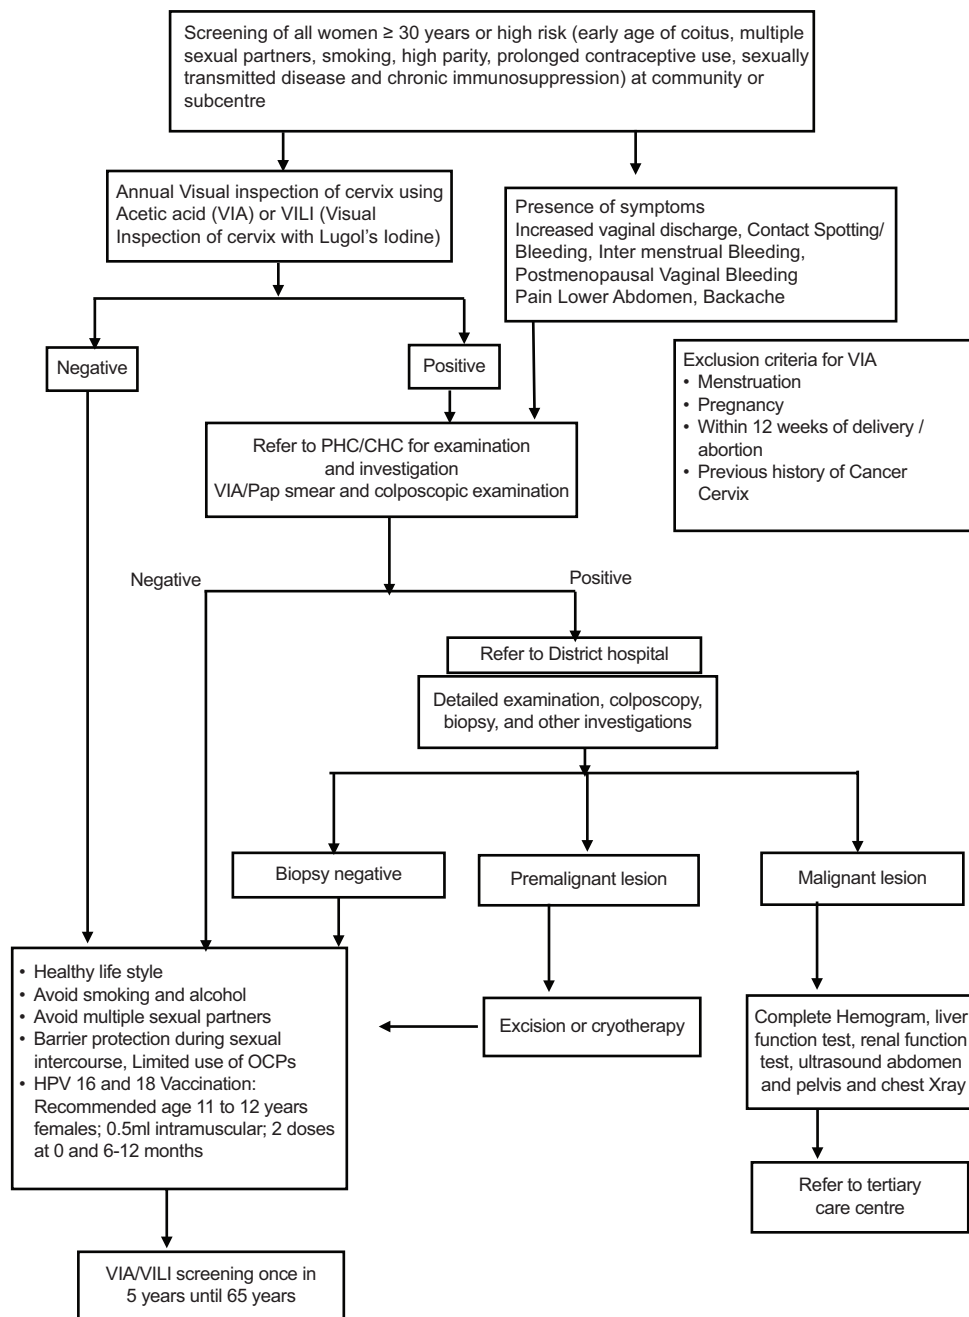 Screening of all women ≥ 30 years or high risk (early age of coitus, multiple
sexual partners, smoking, high parity, prolonged contraceptive use, sexually
transmitted disease and chronic immunosuppression) at community or
subcentre
Annual Visual inspection of cervix using
Acetic acid (VIA) or VILI (Visual
Inspection of cervix with Lugol's Iodine)
Presence of symptoms
Increased vaginal discharge, Contact Spotting/
Bleeding, Inter menstrual Bleeding,
Postmenopausal Vaginal Bleeding
Pain Lower Abdomen, Backache
Negative
Positive
Exclusion criteria for VIA
• Menstruation
• Pregnancy
• Within 12 weeks of delivery /
abortion
• Previous history of Cancer
Cervix
Refer to PHC/CHC for examination
and investigation
VIA/Pap smear and colposcopic examination
Negative
Positive
Refer to District hospital
Detailed examination, colposcopy,
biopsy, and other investigations
Biopsy negative
Premalignant lesion
Malignant lesion
• Healthy life style
• Avoid smoking and alcohol
• Avoid multiple sexual partners
• Barrier protection during sexual
intercourse, Limited use of OCPs
• HPV 16 and 18 Vaccination:
Recommended age 11 to 12 years
females; 0.5ml intramuscular; 2 doses
at 0 and 6-12 months
Excision or cryotherapy
Complete Hemogram, liver
function test, renal function
test, ultrasound abdomen
and pelvis and chest Xray
Refer to tertiary
care centre
VIA/VILI screening once in
5 years until 65 years